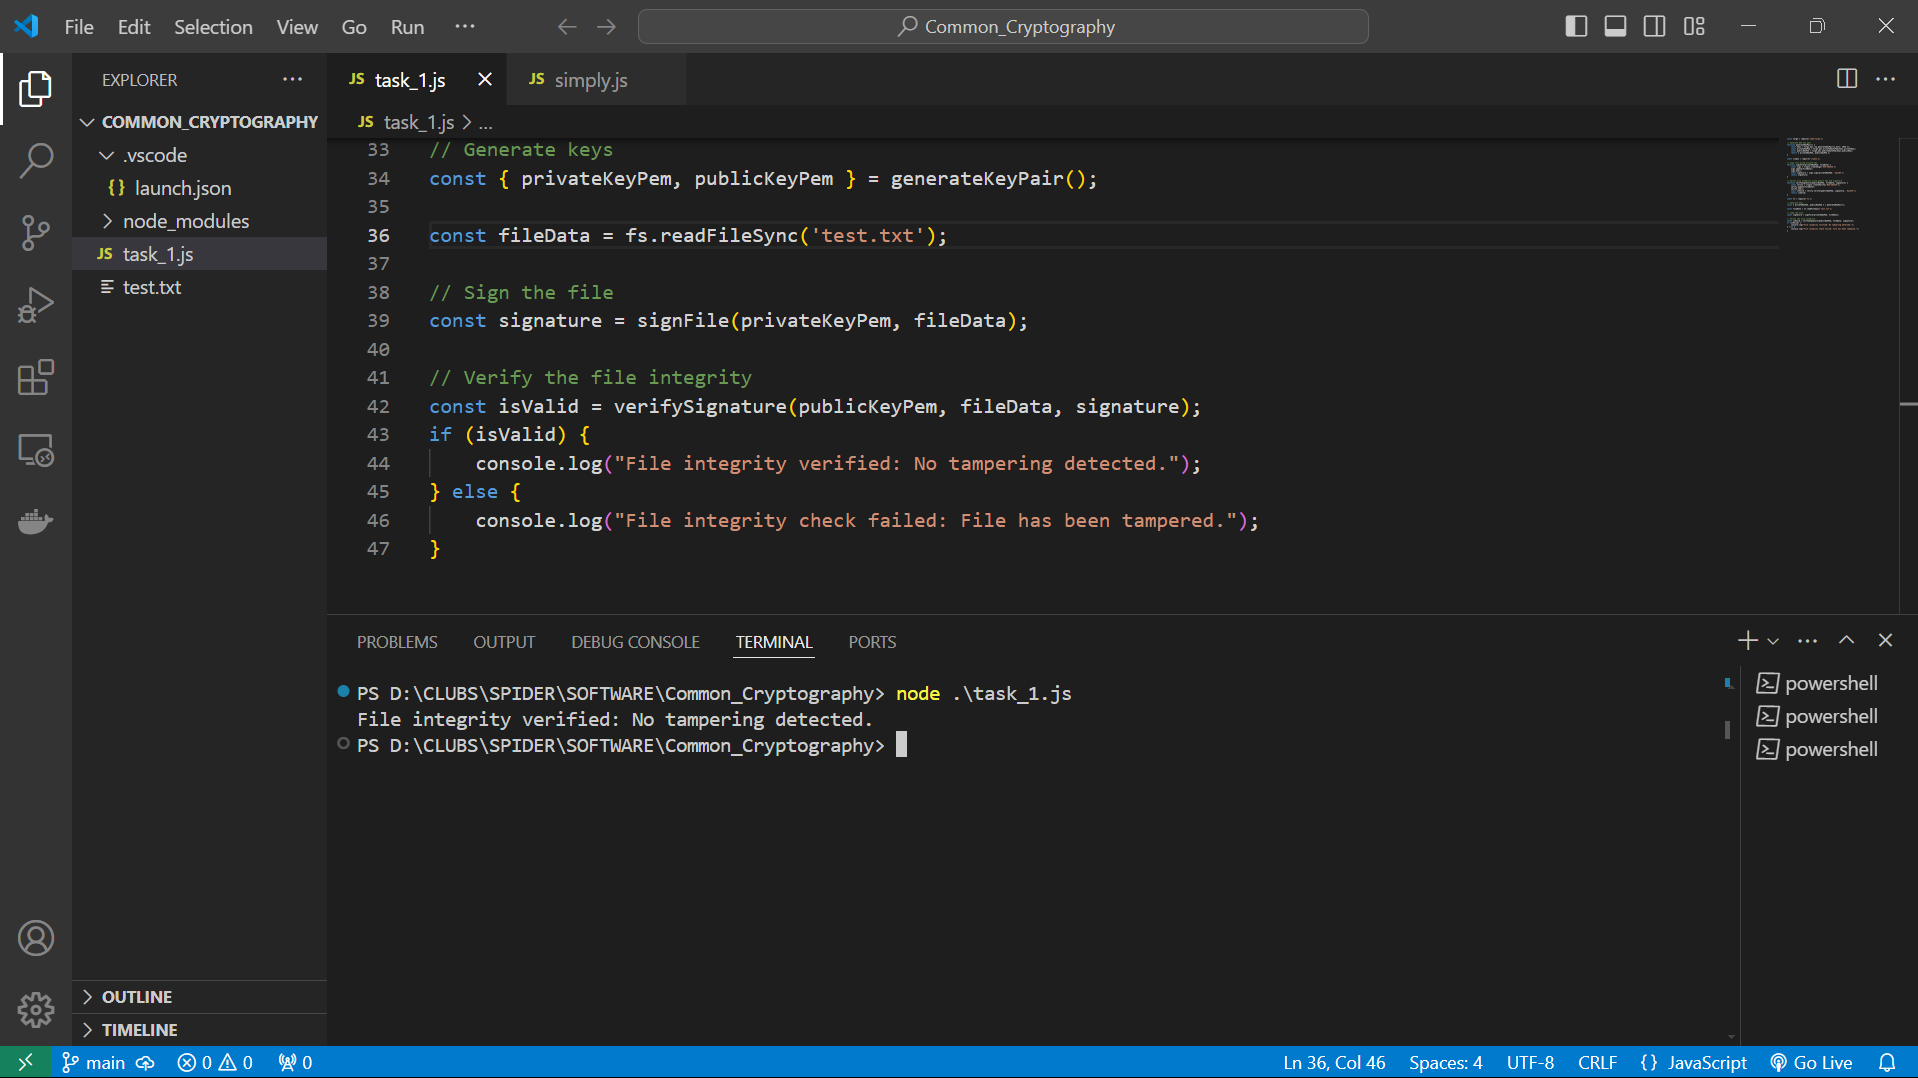 File Edit Selection View Go Run ··· Common_Cryptography
EXPLORER ···
COMMON_CRYPTOGRAPHY
.vscode
{} launch.json
node_modules
JS task_1.js
test.txt
OUTLINE
TIMELINE
JS task_1.js JS simply.js
JS task_1.js > ...
33 // Generate keys
34 const { privateKeyPem, publicKeyPem } = generateKeyPair();
35
36 const fileData = fs.readFileSync('test.txt');
37
38 // Sign the file
39 const signature = signFile(privateKeyPem, fileData);
40
41 // Verify the file integrity
42 const isValid = verifySignature(publicKeyPem, fileData, signature);
43 if (isValid) {
44 console.log("File integrity verified: No tampering detected.");
45 } else {
46 console.log("File integrity check failed: File has been tampered.");
47 }
PROBLEMS OUTPUT DEBUG CONSOLE TERMINAL PORTS
PS D:\CLUBS\SPIDER\SOFTWARE\Common_Cryptography> node .\task_1.js
File integrity verified: No tampering detected.
PS D:\CLUBS\SPIDER\SOFTWARE\Common_Cryptography>
powershell
powershell
powershell
main 0 0 0 Ln 36, Col 46 Spaces: 4 UTF-8 CRLF {} JavaScript Go Live